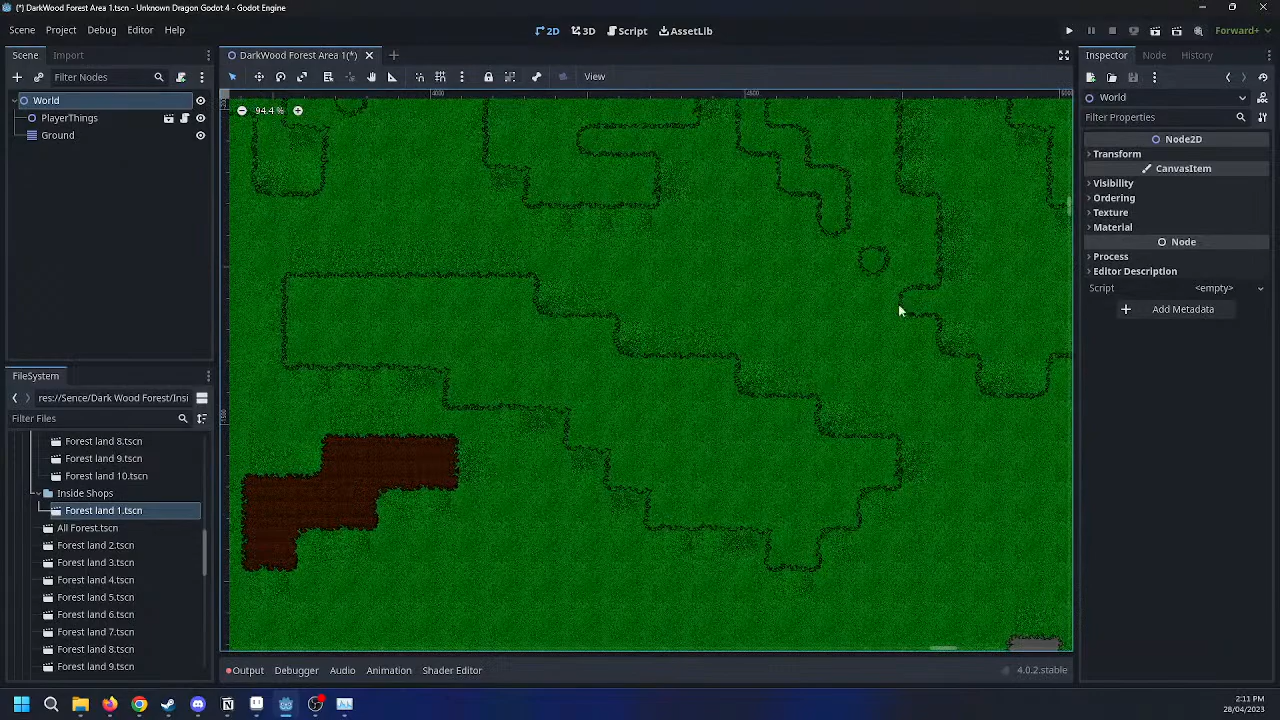 (*) DarkWood Forest Area 1.tscn - Unknown Dragon Godot 4 - Godot Engine
Scene Project Debug Editor Help
2D 3D Script AssetLib
Forward+
Scene Import
DarkWood Forest Area 1(*)
Inspector Node History
Filter Nodes
View
World
PlayerThings
Ground
94.4 %
4000
World
Filter Properties
Node2D
Transform
CanvasItem
Visibility
Ordering
Texture
Material
Node
Process
Editor Description
Script <empty>
Add Metadata
FileSystem
res://Sence/Dark Wood Forest/Insi
Filter Files
Forest land 8.tscn
Forest land 9.tscn
Forest land 10.tscn
Inside Shops
Forest land 1.tscn
All Forest.tscn
Forest land 2.tscn
Forest land 3.tscn
Forest land 4.tscn
Forest land 5.tscn
Forest land 6.tscn
Forest land 7.tscn
Forest land 8.tscn
Forest land 9.tscn
Output Debugger Audio Animation Shader Editor
4.0.2.stable
2:11 PM
28/04/2023